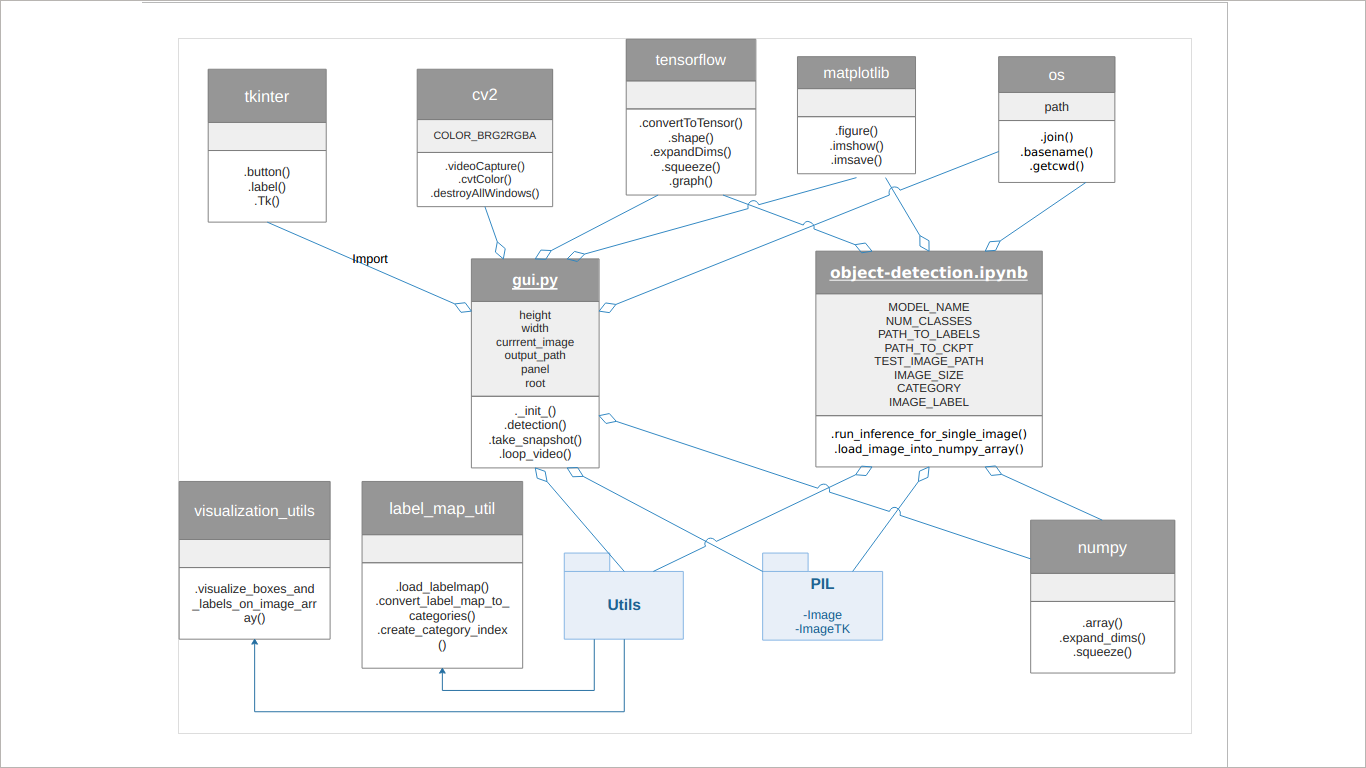 tkinter
.button()
.label()
.Tk()
cv2
COLOR_BRG2RGBA
.videoCapture()
.cvtColor()
.destroyAllWindows()
tensorflow
.convertToTensor()
.shape()
.expandDims()
.squeeze()
.graph()
matplotlib
.figure()
.imshow()
.imsave()
os
path
.join()
.basename()
.getcwd()
Import
gui.py
height
width
currrent_image
output_path
panel
root
._init_()
.detection()
.take_snapshot()
.loop_video()
object-detection.ipynb
MODEL_NAME
NUM_CLASSES
PATH_TO_LABELS
PATH_TO_CKPT
TEST_IMAGE_PATH
IMAGE_SIZE
CATEGORY
IMAGE_LABEL
.run_inference_for_single_image()
.load_image_into_numpy_array()
visualization_utils
.visualize_boxes_and
_labels_on_image_arr
ay()
label_map_util
.load_labelmap()
.convert_label_map_to_
categories()
.create_category_index
()
Utils
PIL
-Image
-ImageTK
numpy
.array()
.expand_dims()
.squeeze()